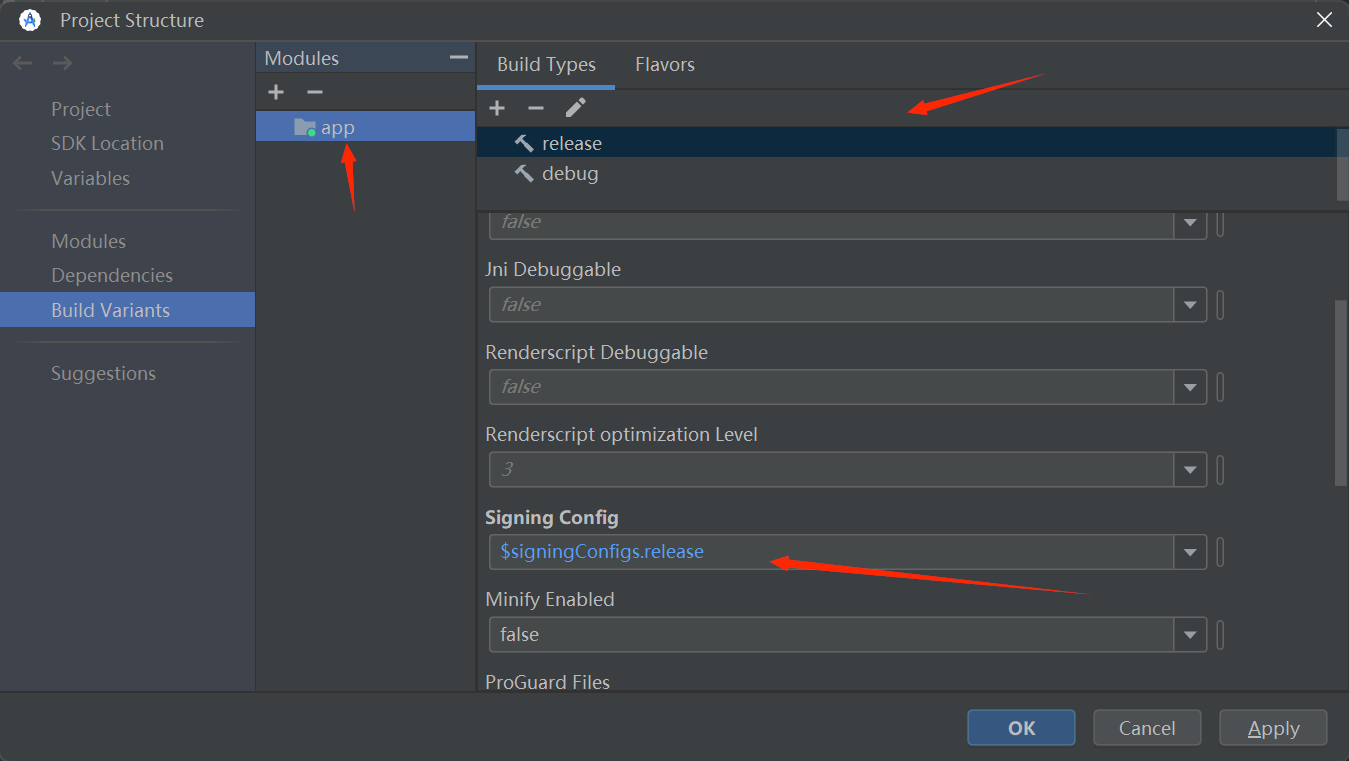 Project Structure
Project
SDK Location
Variables
Modules
Dependencies
Build Variants
Suggestions
Modules
app
Build Types
Flavors
release
debug
false
Jni Debuggable
false
Renderscript Debuggable
false
Renderscript optimization Level
3
Signing Config
$signingConfigs.release
Minify Enabled
false
ProGuard Files
OK
Cancel
Apply